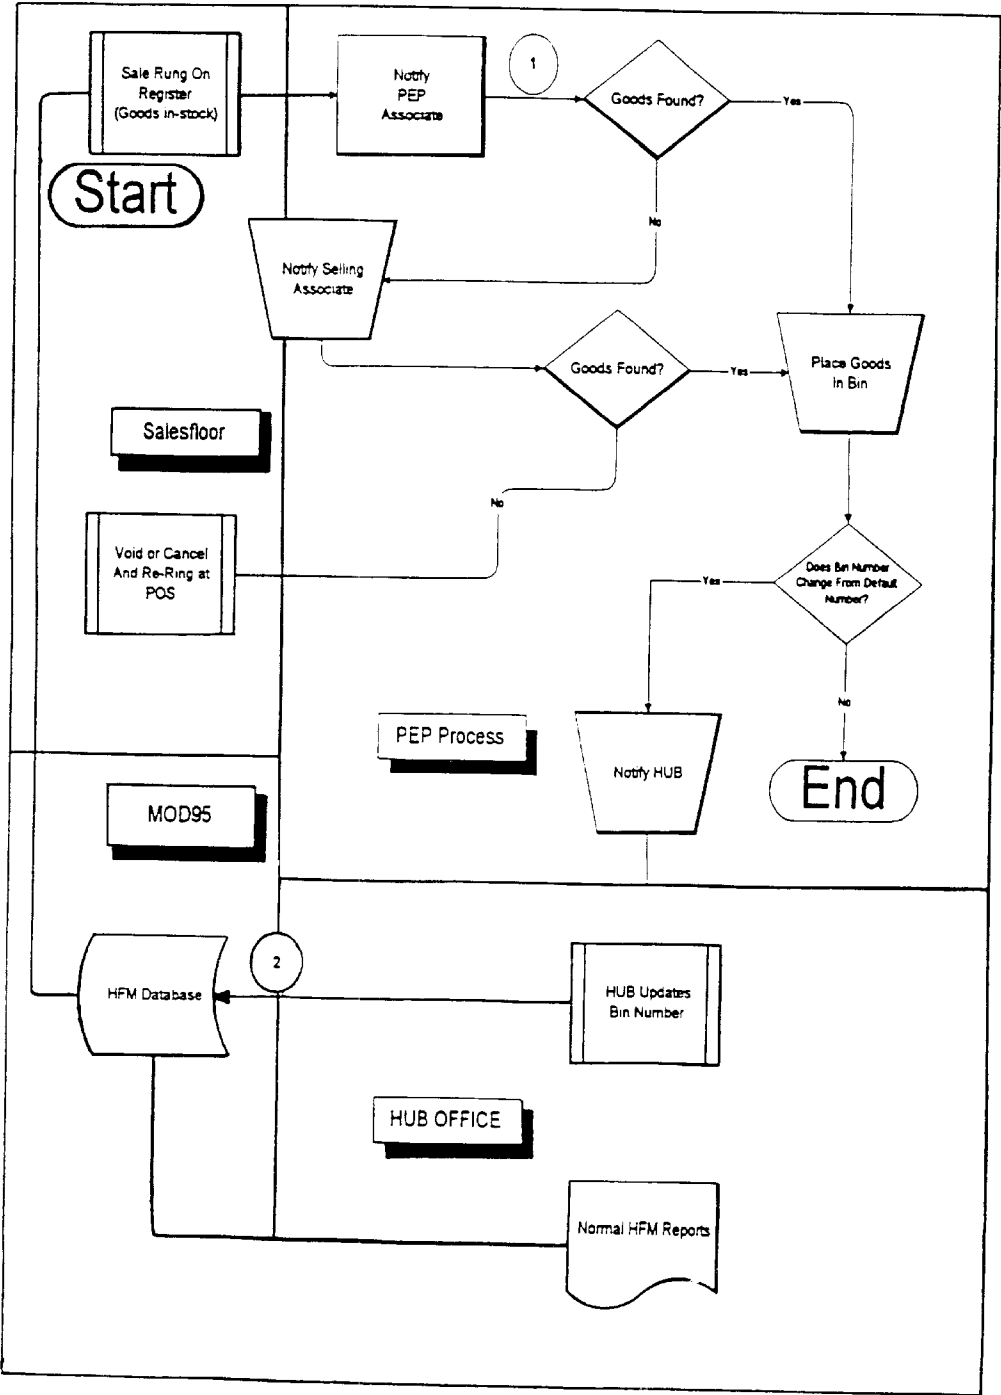 Sale Rung On
Register
(Goods in-stock)
Start
Notify
PEP
Associate
1
Goods Found?
Yes
No
Notify Selling
Associate
Goods Found?
Yes
Place Goods
In Bin
Salesfloor
No
Void or Cancel
And Re-Ring at
POS
Does Bin Number
Change From Default
Number?
Yes
No
PEP Process
Notify HUB
End
MOD95
HFM Database
2
HUB Updates
Bin Number
HUB OFFICE
Normal HFM Reports